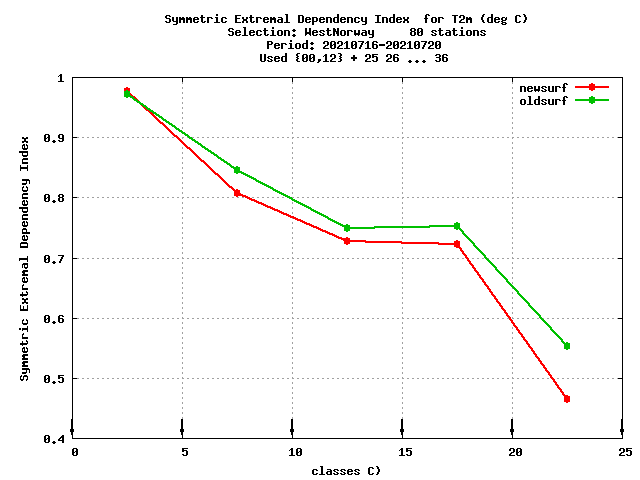 Symmetric Extremal Dependency Index  for T2m (deg C)
Selection: WestNorway     80 stations
Period: 20210716-20210720
Used {00,12} + 25 26 ... 36
newsurf
oldsurf
Symmetric Extremal Dependency Index
1
0.9
0.8
0.7
0.6
0.5
0.4
0 5 10 15 20 25
classes C)